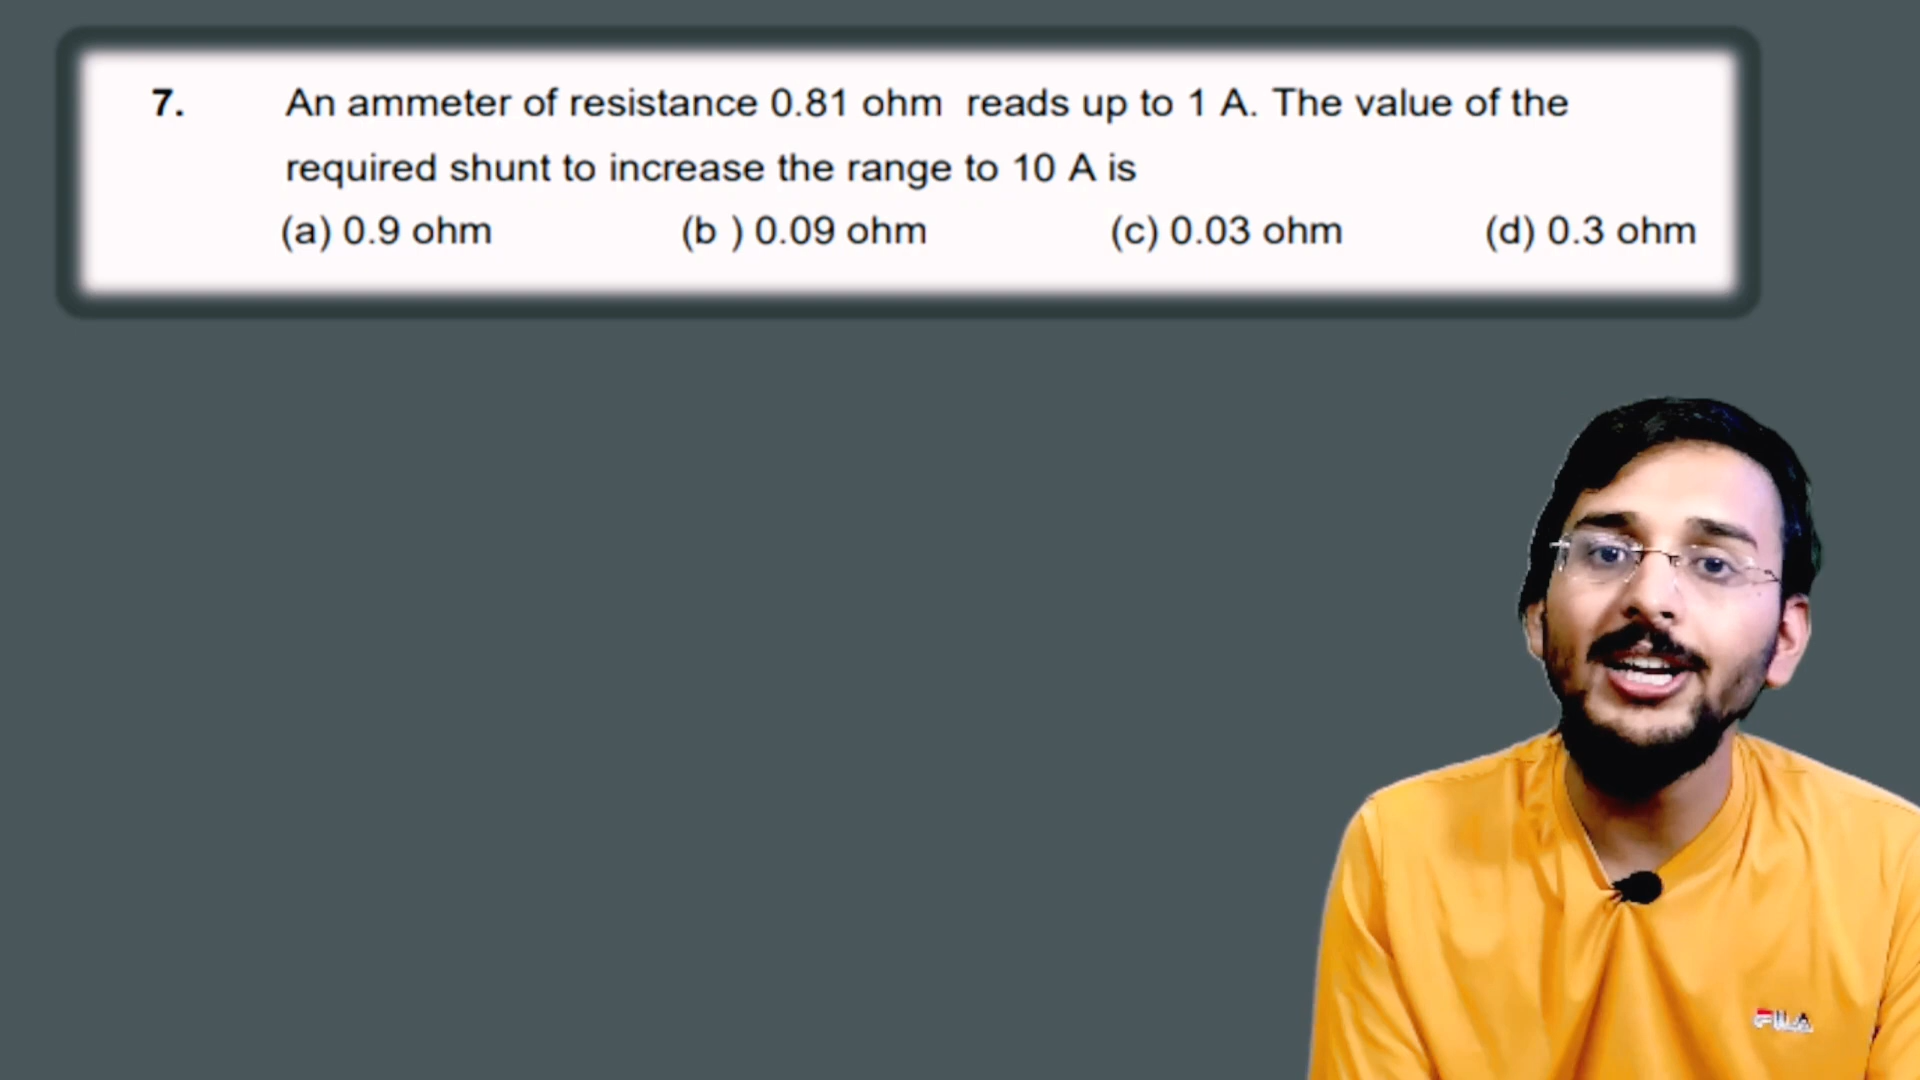 7. An ammeter of resistance 0.81 ohm reads up to 1 A. The value of the
required shunt to increase the range to 10 A is
(a) 0.9 ohm (b ) 0.09 ohm (c) 0.03 ohm (d) 0.3 ohm
FILA